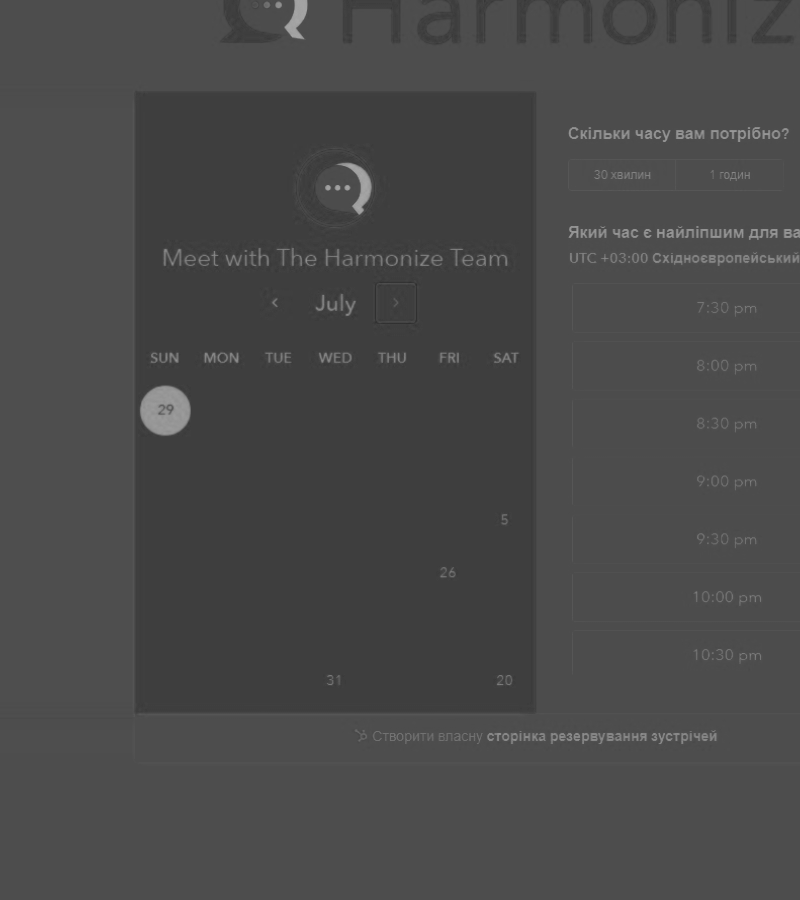 Harmoniz
Meet with The Harmonize Team
July
SUN MON TUE WED THU FRI SAT
29
5
26
31 20
Скільки часу вам потрібно?
30 хвилин 1 годин
Який час є найліпшим для ва
UTC +03:00 Східноєвропейський
7:30 pm
8:00 pm
8:30 pm
9:00 pm
9:30 pm
10:00 pm
10:30 pm
Створити власну сторінка резервування зустрічей